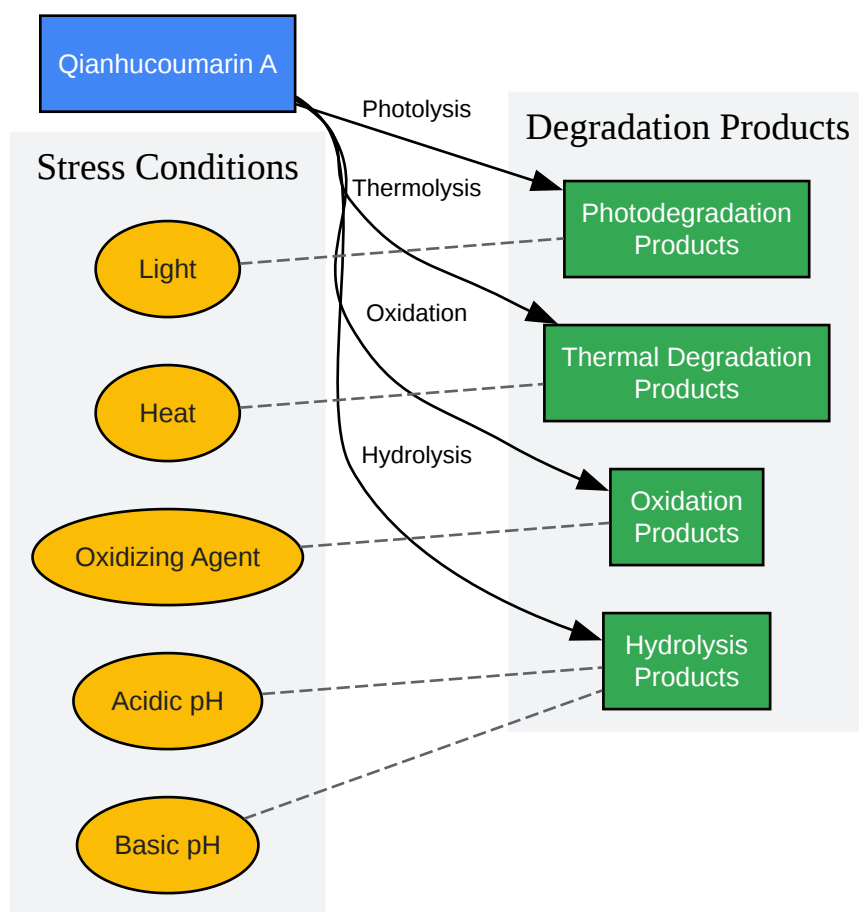 Qianhucoumarin A
Stress Conditions
Light
Heat
Oxidizing Agent
Acidic pH
Basic pH
Photolysis
Thermolysis
Oxidation
Hydrolysis
Degradation Products
Photodegradation
Products
Thermal Degradation
Products
Oxidation
Products
Hydrolysis
Products